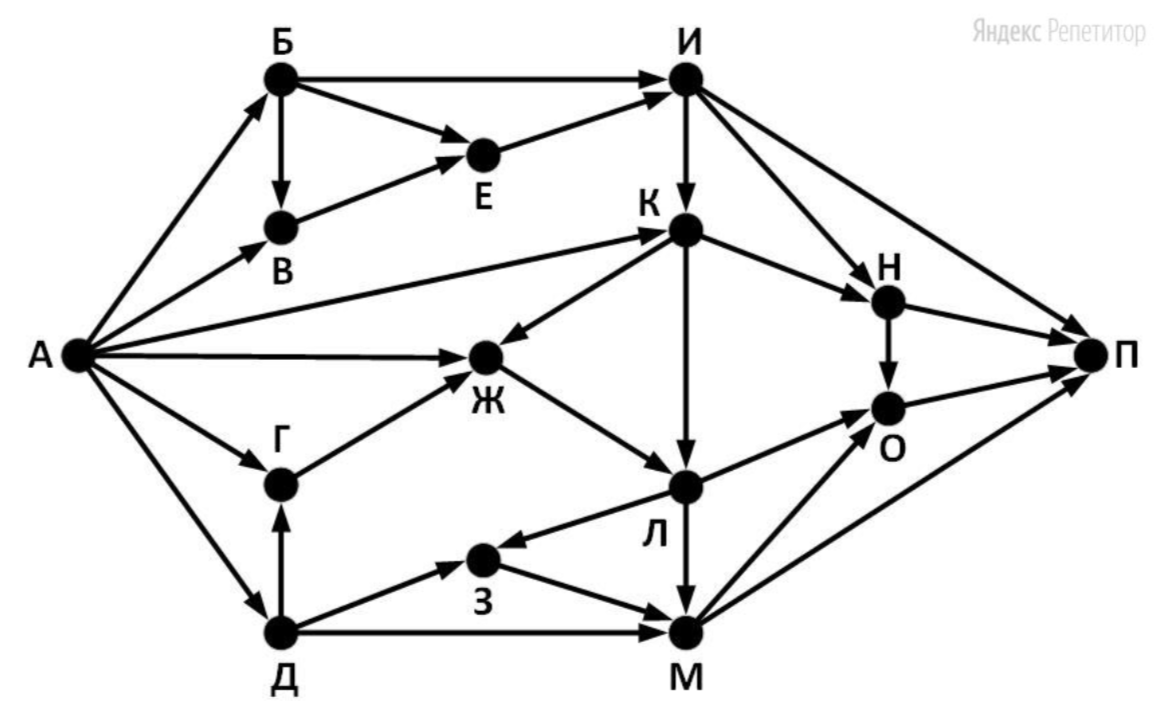 Яндекс Репетитор
Б
И
Е
К
В
Н
А
П
Ж
Г
О
Л
З
Д
М